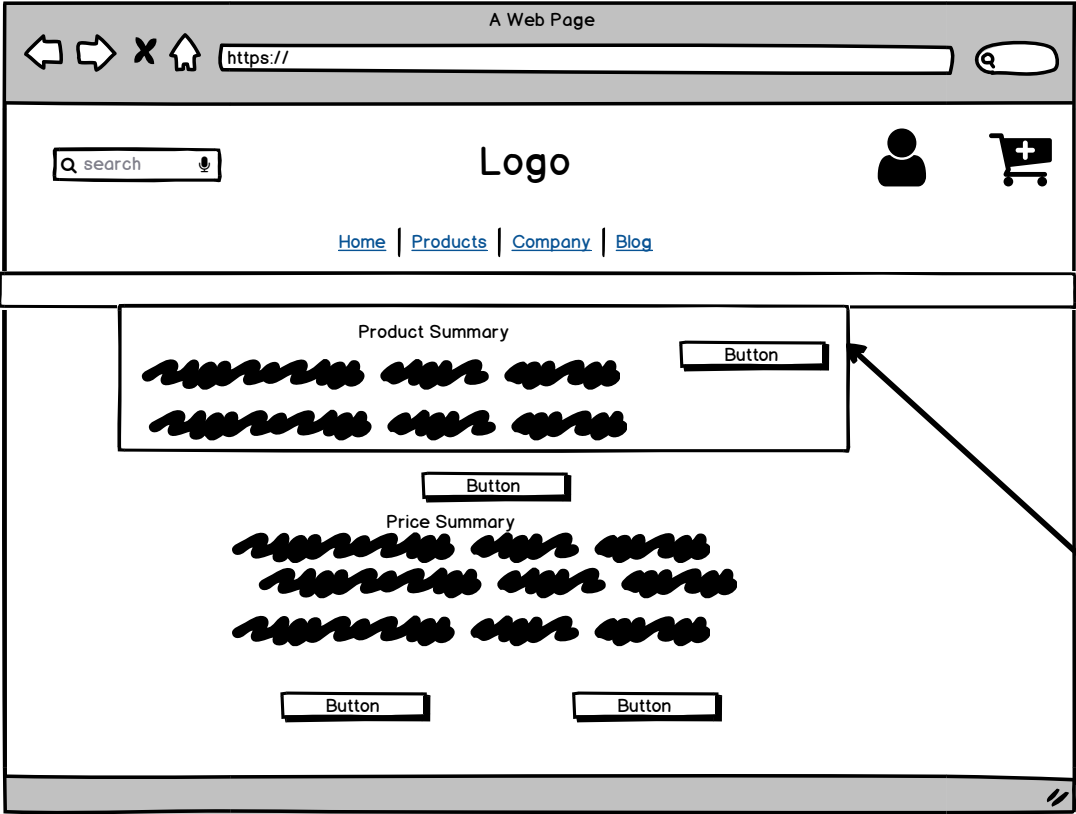 A Web Page
https://
search
Logo
Home Products Company Blog
Product Summary
Button
Button
Price Summary
Button Button